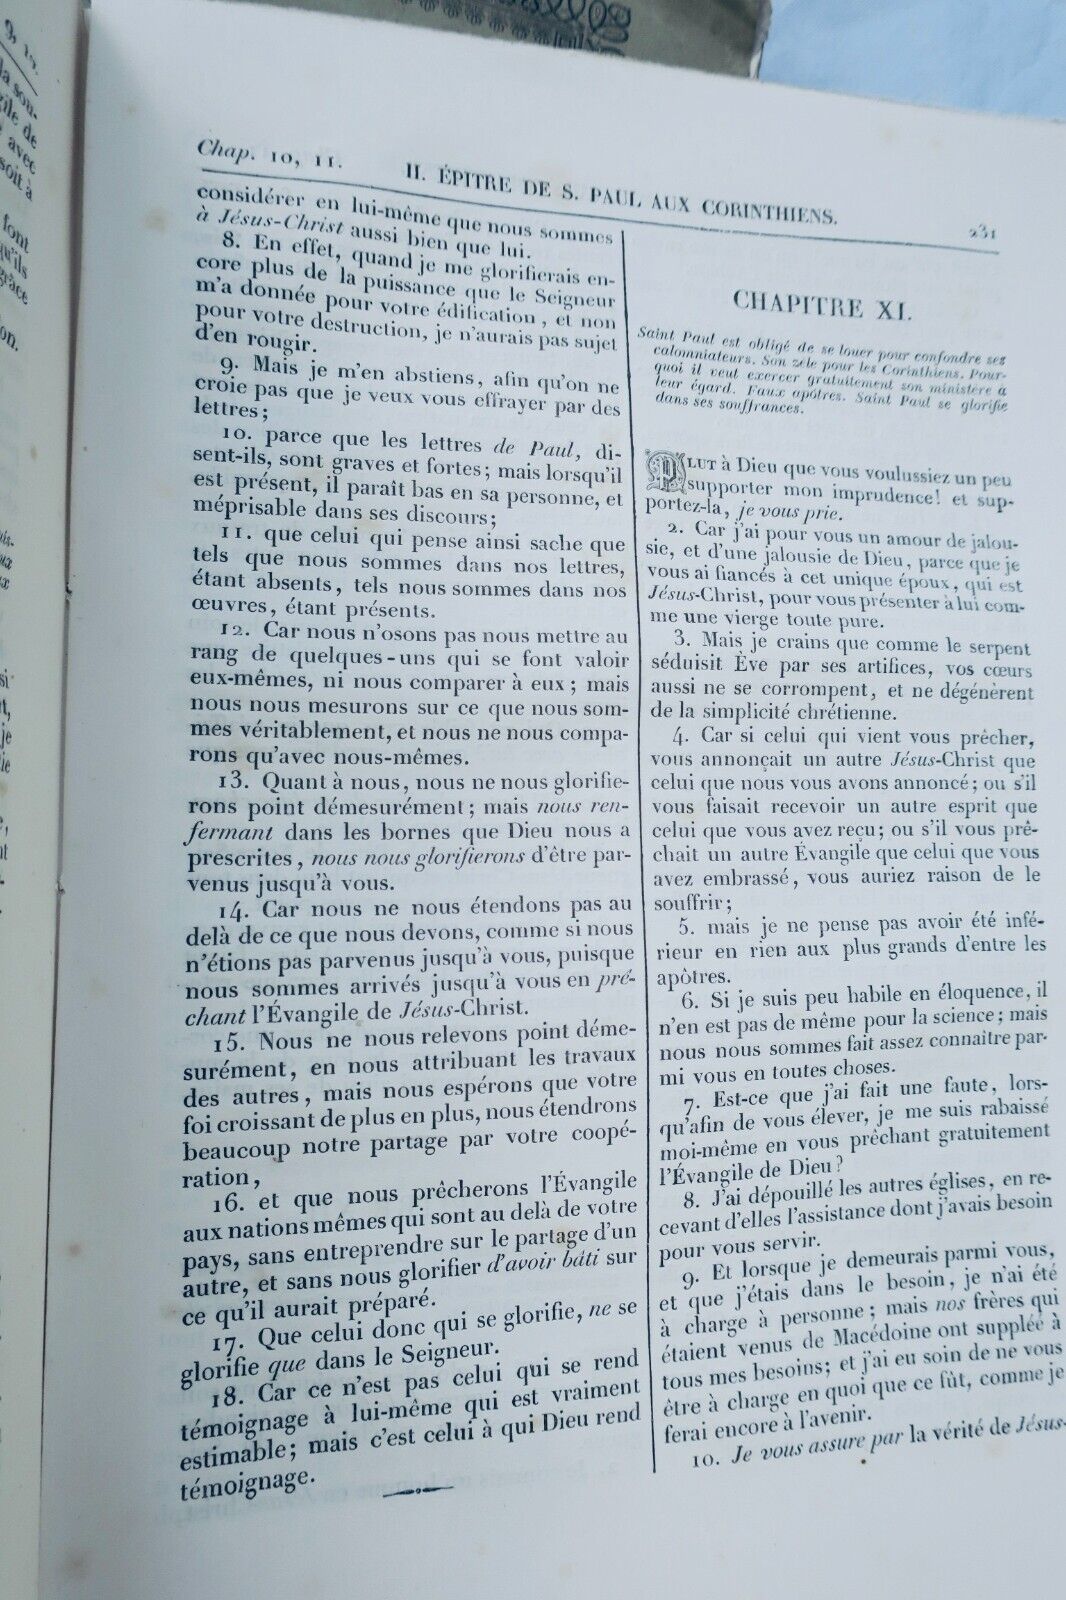 Chap. 10, 11.
II. ÉPITRE DE S. PAUL AUX CORINTHIENS.
231
considérer en lui-même que nous sommes
à Jésus-Christ aussi bien que lui.
8. En effet, quand je me glorifierais en-
core plus de la puissance que le Seigneur
m'a donnée pour votre édification, et non
pour votre destruction, je n'aurais pas sujet
d'en rougir.
9. Mais je m'en abstiens, afin qu'on ne
croie pas que je veux vous effrayer par des
lettres;
10. parce que les lettres de Paul, di-
sent-ils, sont graves et fortes; mais lorsqu'il
est présent, il paraît bas en sa personne, et
méprisable dans ses discours;
11. que celui qui pense ainsi sache que
tels que nous sommes dans nos lettres,
étant absents, tels nous sommes dans nos
œuvres, étant présents.
12. Car nous n'osons pas nous mettre au
rang de quelques-uns qui se font valoir
eux-mêmes, ni nous comparer à eux; mais
nous nous mesurons sur ce que nous som-
mes véritablement, et nous ne nous compa-
rons qu'avec nous-mêmes.
13. Quant à nous, nous ne nous glorifie-
rons point démesurément; mais nous ren-
fermant dans les bornes que Dieu nous a
prescrites, nous nous glorifierons d'être par-
venus jusqu'à vous.
14. Car nous ne nous étendons pas au
delà de ce que nous devons, comme si nous
n'étions pas parvenus jusqu'à vous, puisque
nous sommes arrivés jusqu'à vous en prê-
chant l'Évangile de Jésus-Christ.
15. Nous ne nous relevons point déme-
surément, en nous attribuant les travaux
des autres, mais nous espérons que votre
foi croissant de plus en plus, nous étendrons
beaucoup notre partage par votre coopé-
ration,
16. et que nous prêcherons l'Évangile
aux nations mêmes qui sont au delà de votre
pays, sans entreprendre sur le partage d'un
autre, et sans nous glorifier d'avoir bâti sur
ce qu'il aurait préparé.
17. Que celui donc qui se glorifie, ne se
glorifie que dans le Seigneur.
18. Car ce n'est pas celui qui se rend
témoignage à lui-même qui est vraiment
estimable; mais c'est celui à qui Dieu rend
témoignage.
CHAPITRE XI.
Saint Paul est obligé de se louer pour confondre ses
calomniateurs. Son zèle pour les Corinthiens. Pour-
quoi il veut exercer gratuitement son ministère à
leur égard. Faux apôtres. Saint Paul se glorifie
dans ses souffrances.
PLUT à Dieu que vous voulussiez un peu
supporter mon imprudence! et sup-
portez-la, je vous prie.
2. Car j'ai pour vous un amour de jalou-
sie, et d'une jalousie de Dieu, parce que je
vous ai fiancés à cet unique époux, qui est
Jésus-Christ, pour vous présenter à lui com-
me une vierge toute pure.
3. Mais je crains que comme le serpent
séduisit Ève par ses artifices, vos cœurs
aussi ne se corrompent, et ne dégénèrent
de la simplicité chrétienne.
4. Car si celui qui vient vous prêcher,
vous annonçait un autre Jésus-Christ que
celui que nous vous avons annoncé; ou s'il
vous faisait recevoir un autre esprit que
celui que vous avez reçu; ou s'il vous prê-
chait un autre Évangile que celui que vous
avez embrassé, vous auriez raison de le
souffrir;
5. mais je ne pense pas avoir été infé-
rieur en rien aux plus grands d'entre les
apôtres.
6. Si je suis peu habile en éloquence, il
n'en est pas de même pour la science; mais
nous nous sommes fait assez connaître par-
mi vous en toutes choses.
7. Est-ce que j'ai fait une faute, lors-
qu'afin de vous élever, je me suis rabaissé
moi-même en vous prêchant gratuitement
l'Évangile de Dieu?
8. J'ai dépouillé les autres églises, en re-
cevant d'elles l'assistance dont j'avais besoin
pour vous servir.
9. Et lorsque je demeurais parmi vous,
et que j'étais dans le besoin, je n'ai été
à charge à personne; mais nos frères qui
étaient venus de Macédoine ont suppléé à
tous mes besoins; et j'ai eu soin de ne vous
être à charge en quoi que ce fût, comme je
ferai encore à l'avenir.
10. Je vous assure par la vérité de Jésus-